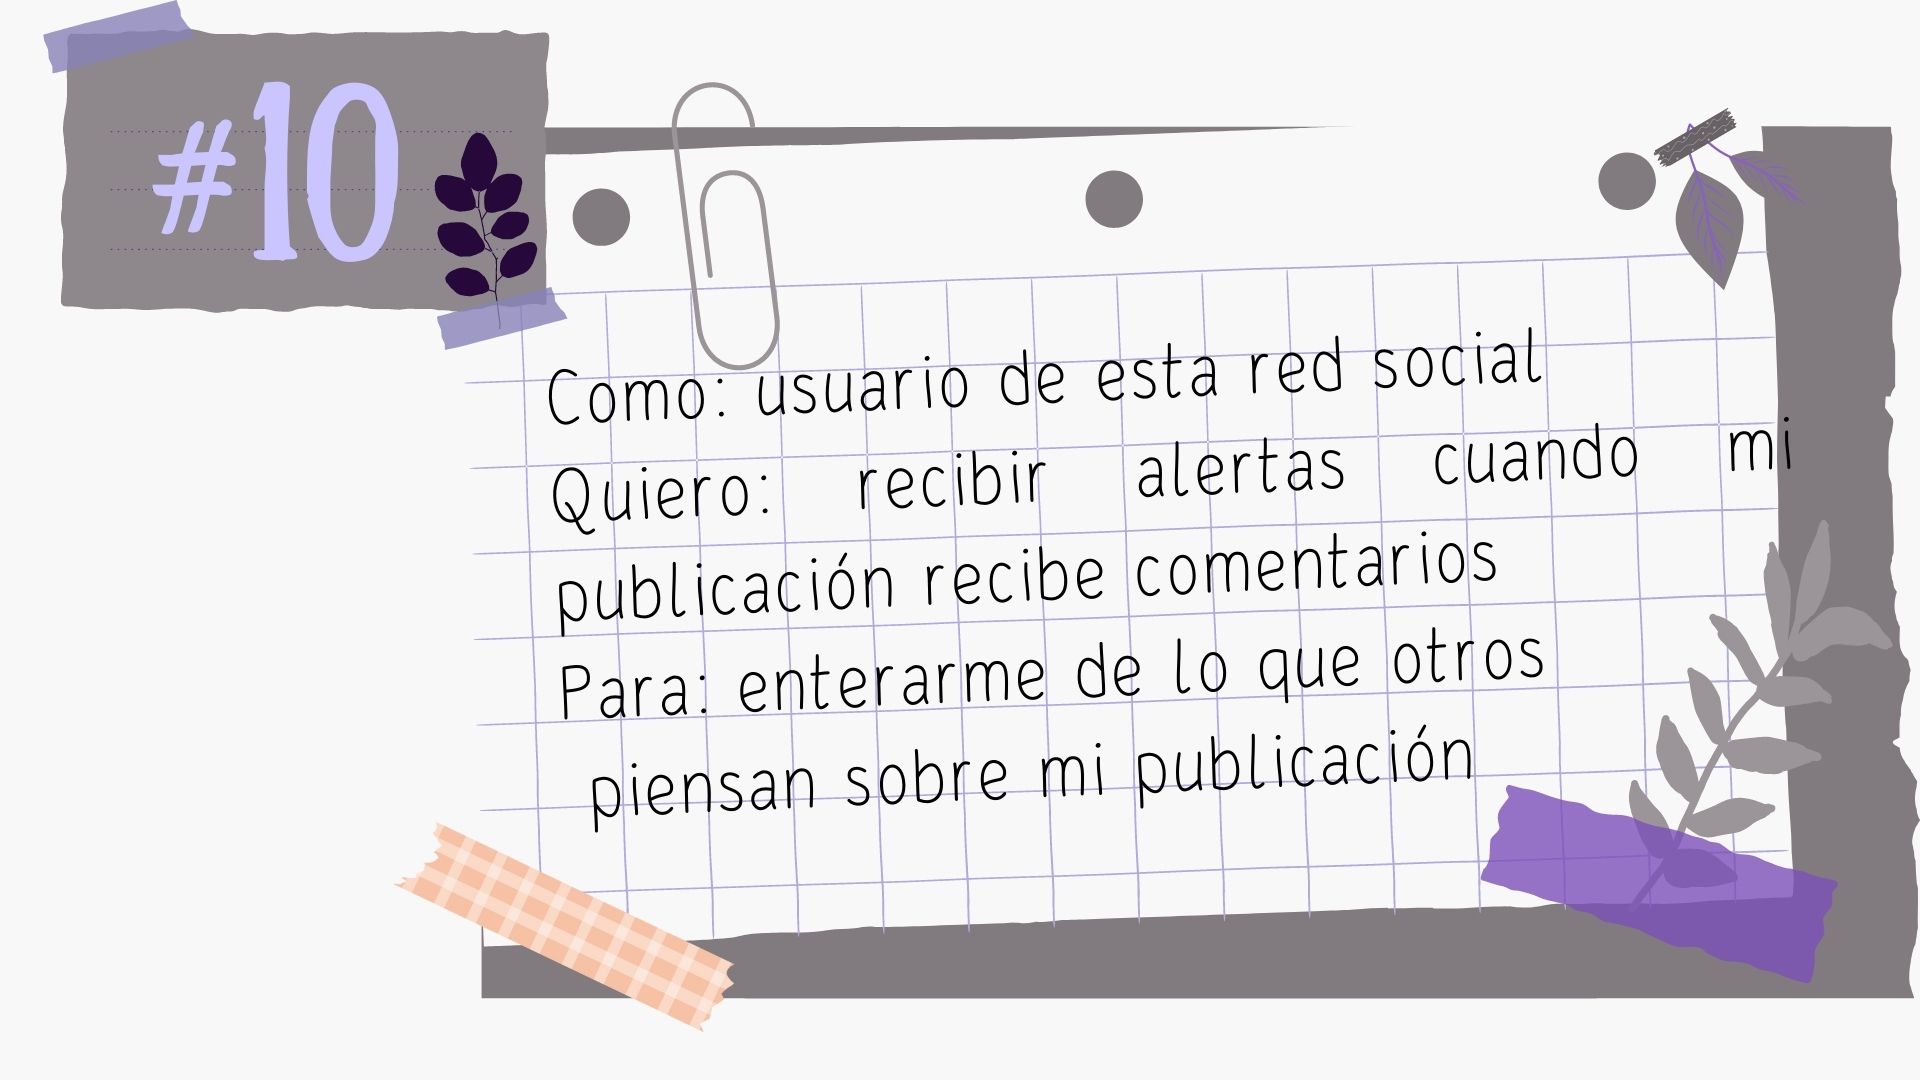 #10
Como: usuario de esta red social
Quiero: recibir alertas cuando mi
publicación recibe comentarios
Para: enterarme de lo que otros
piensan sobre mi publicación